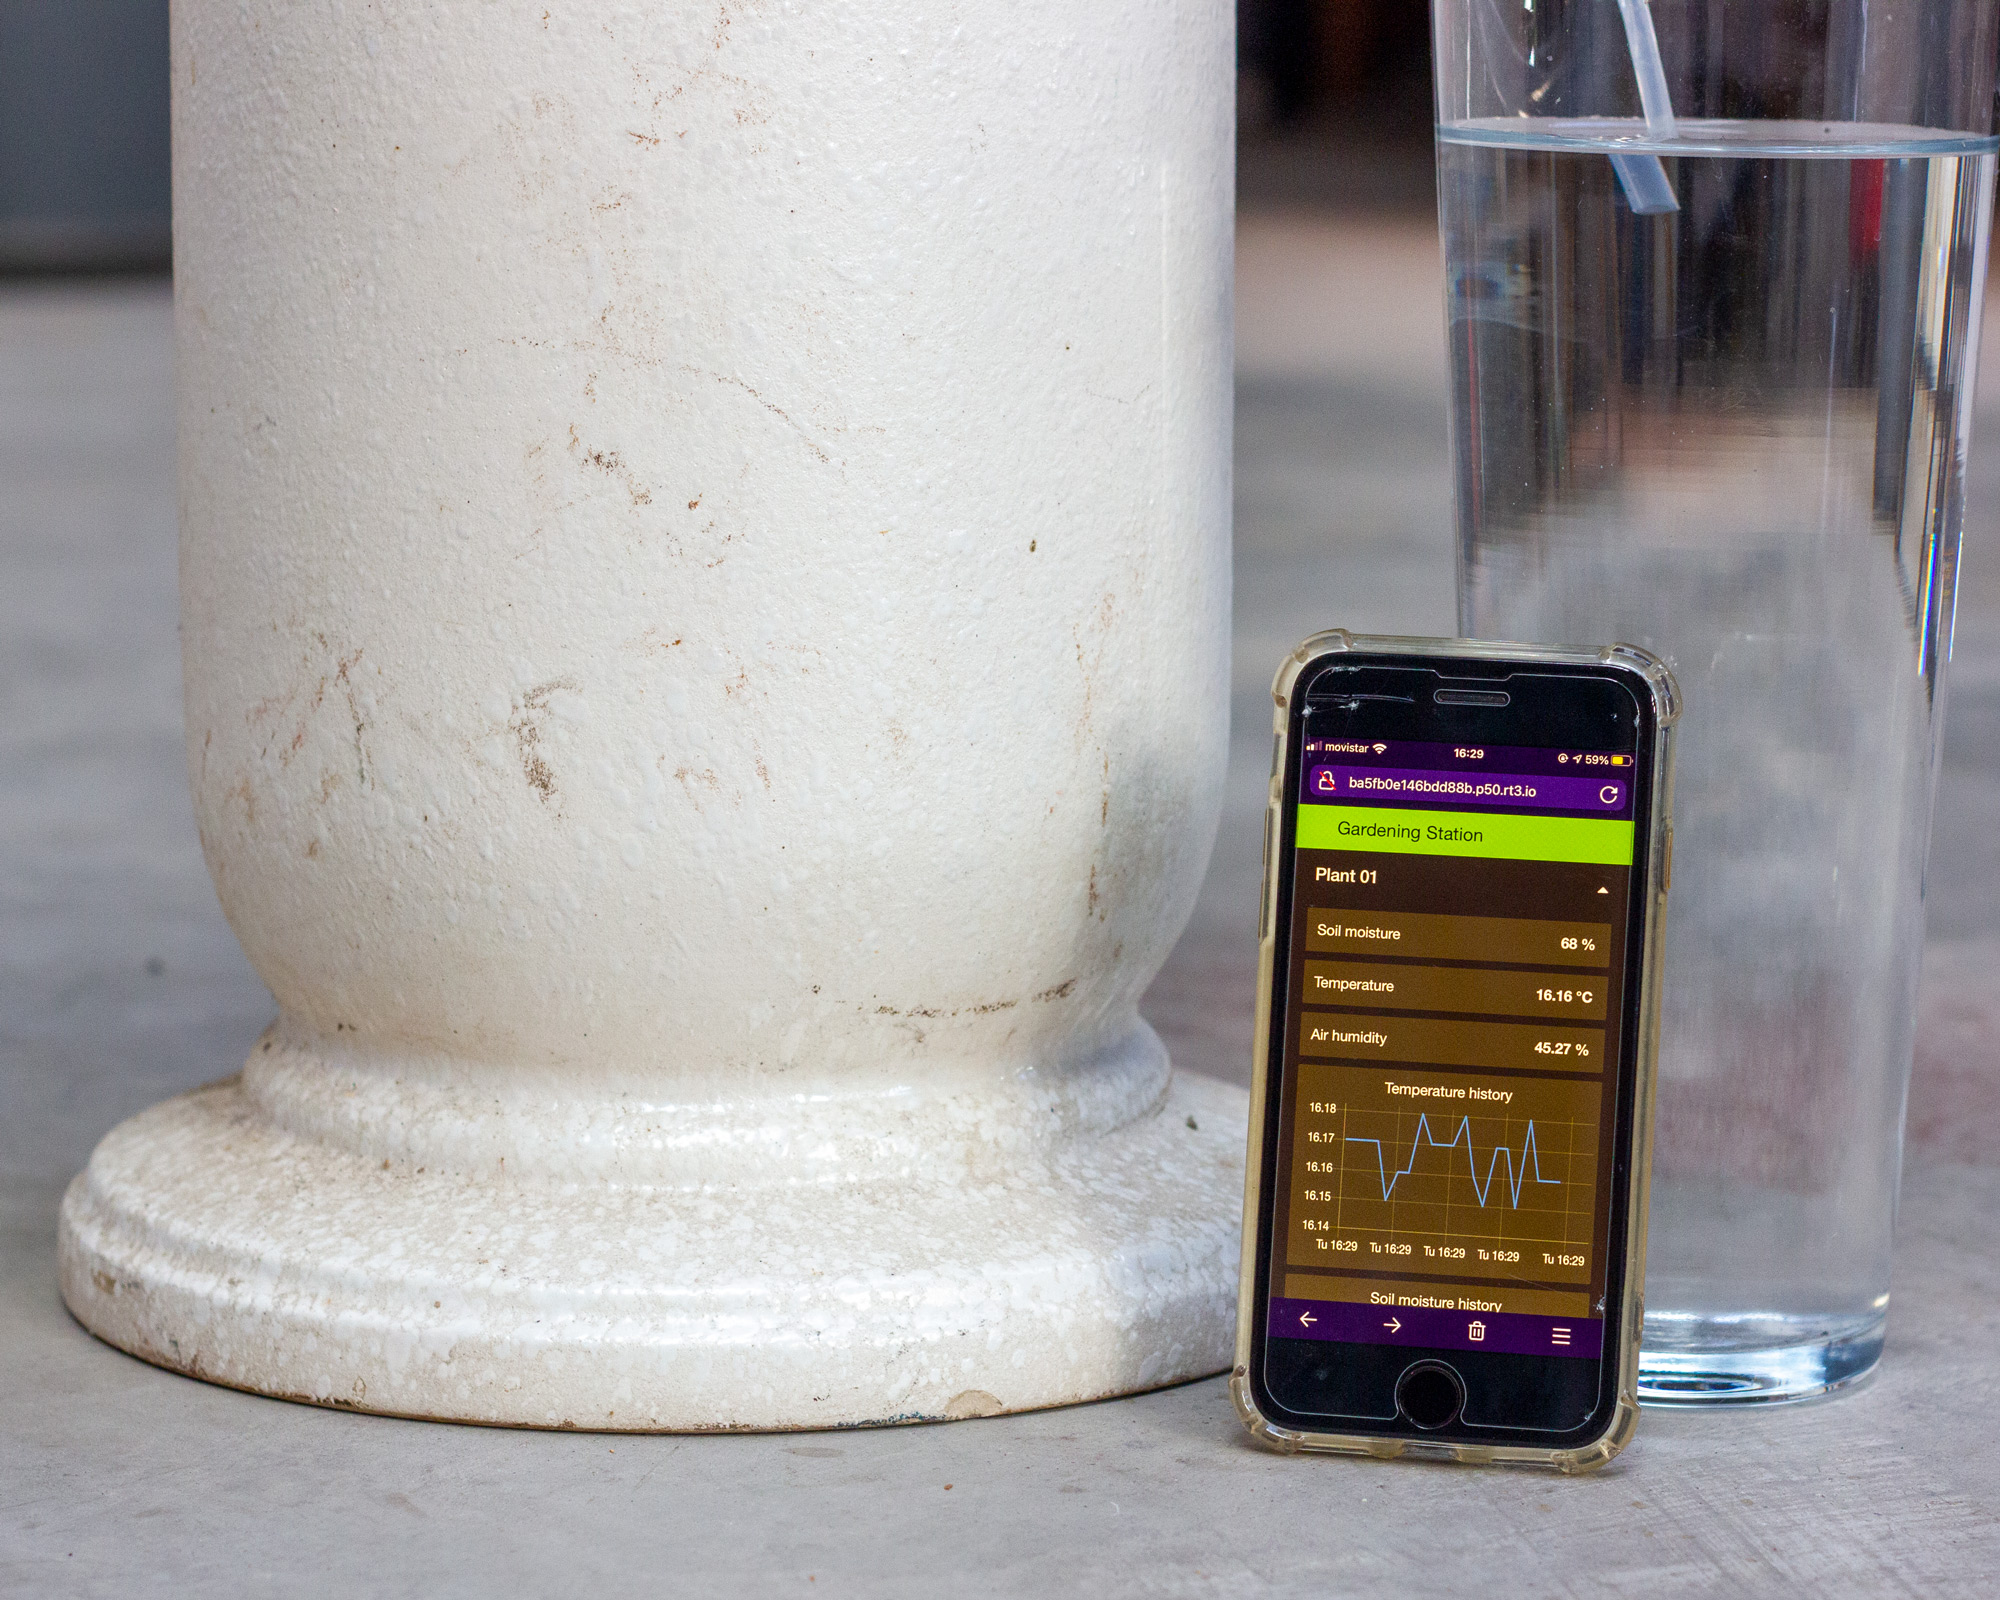 movistar 16:29 59%
ba5fb0e146bdd88b.p50.rt3.io
Gardening Station
Plant 01
Soil moisture 68 %
Temperature 16.16 °C
Air humidity 45.27 %
Temperature history
16.18
16.17
16.16
16.15
16.14
Tu 16:29 Tu 16:29 Tu 16:29 Tu 16:29 Tu 16:29
Soil moisture history